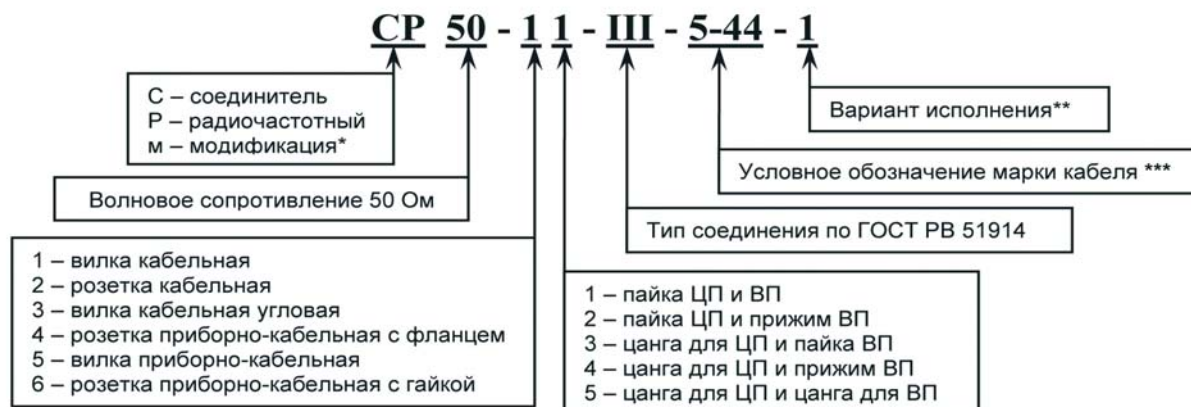 СР 50 - 1 1 - III - 5-44 - 1
С – соединитель
Р – радиочастотный
м – модификация*
Вариант исполнения**
Условное обозначение марки кабеля ***
Волновое сопротивление 50 Ом
Тип соединения по ГОСТ РВ 51914
1 – вилка кабельная
2 – розетка кабельная
3 – вилка кабельная угловая
4 – розетка приборно-кабельная с фланцем
5 – вилка приборно-кабельная
6 – розетка приборно-кабельная с гайкой
1 – пайка ЦП и ВП
2 – пайка ЦП и прижим ВП
3 – цанга для ЦП и пайка ВП
4 – цанга для ЦП и прижим ВП
5 – цанга для ЦП и цанга для ВП